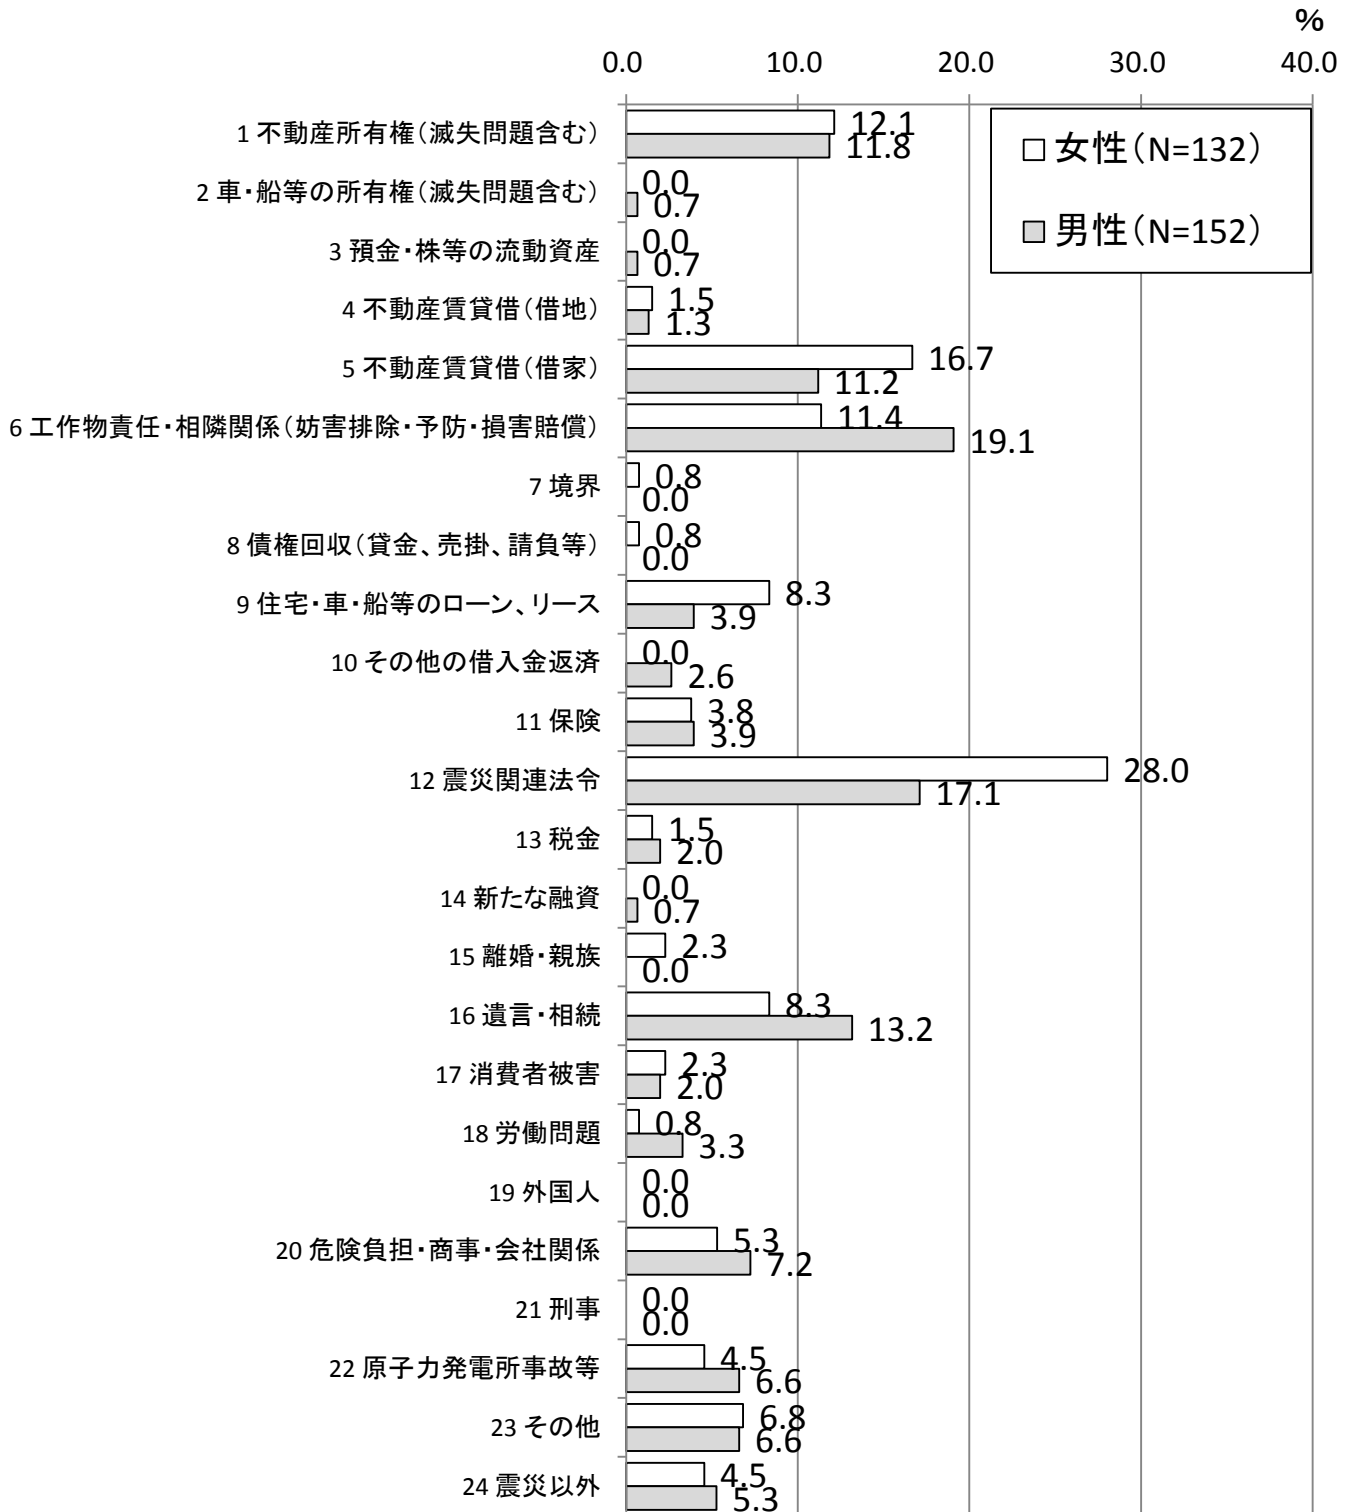 %
0.0 10.0 20.0 30.0 40.0
女性(N=132)
男性(N=152)
1 不動産所有権(滅失問題含む) 12.1
11.8
2 車・船等の所有権(滅失問題含む) 0.0
0.7
3 預金・株等の流動資産 0.0
0.7
4 不動産賃貸借(借地) 1.5
1.3
5 不動産賃貸借(借家) 16.7
11.2
6 工作物責任・相隣関係(妨害排除・予防・損害賠償) 11.4
19.1
7 境界 0.8
0.0
8 債権回収(貸金、売掛、請負等) 0.8
0.0
9 住宅・車・船等のローン、リース 8.3
3.9
10 その他の借入金返済 0.0
2.6
11 保険 3.8
3.9
12 震災関連法令 28.0
17.1
13 税金 1.5
2.0
14 新たな融資 0.0
0.7
15 離婚・親族 2.3
0.0
16 遺言・相続 8.3
13.2
17 消費者被害 2.3
2.0
18 労働問題 0.8
3.3
19 外国人 0.0
0.0
20 危険負担・商事・会社関係 5.3
7.2
21 刑事 0.0
0.0
22 原子力発電所事故等 4.5
6.6
23 その他 6.8
6.6
24 震災以外 4.5
5.3